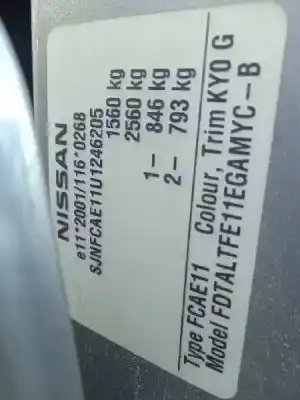 NISSAN
e11*2001/116*0268
SJNFCAE11U1246205
1560 kg
2560 kg
1- 846 kg
2- 793 kg
Type FCAE11 Colour, Trim KY0 G
Model FDTALTFE11EGAMYC-B